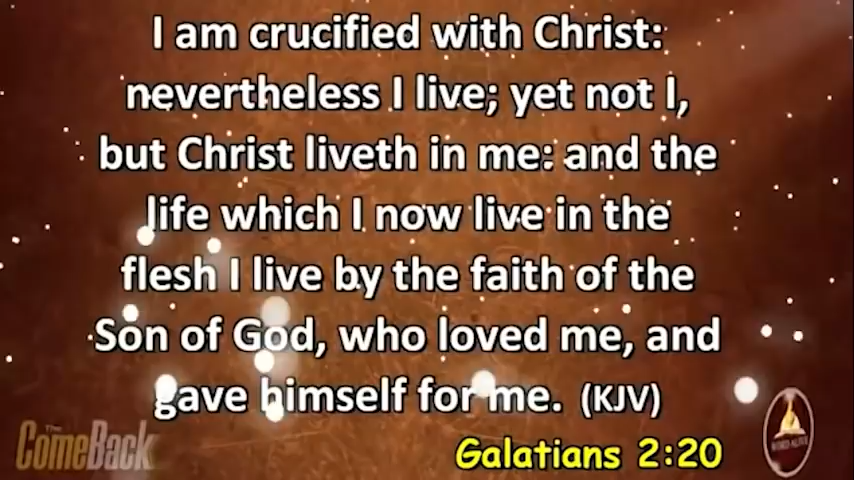 I am crucified with Christ:
nevertheless I live; yet not I,
but Christ liveth in me: and the
life which I now live in the
flesh I live by the faith of the
Son of God, who loved me, and
gave himself for me. (KJV)
Galatians 2:20
The
ComeBack
WORD ALIVE